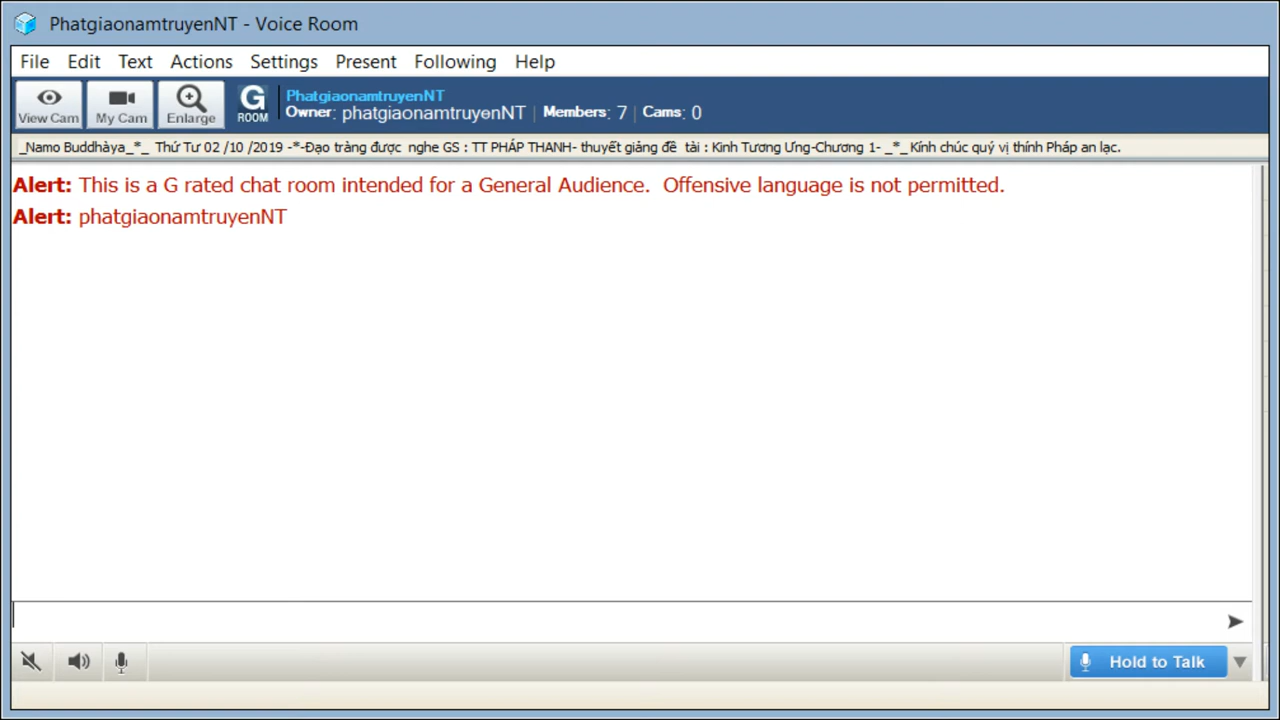 PhatgiaonamtruyenNT - Voice Room
File Edit Text Actions Settings Present Following Help
View Cam My Cam Enlarge G ROOM
PhatgiaonamtruyenNT
Owner: phatgiaonamtruyenNT | Members: 7 | Cams: 0
_Namo Buddhàya_*_ Thứ Tư 02 /10 /2019 -*-Đạo tràng được nghe GS : TT PHÁP THANH- thuyết giảng đề tài : Kinh Tương Ưng-Chương 1- _*_Kính chúc quý vị thính Pháp an lạc.
Alert: This is a G rated chat room intended for a General Audience. Offensive language is not permitted.
Alert: phatgiaonamtruyenNT
Hold to Talk